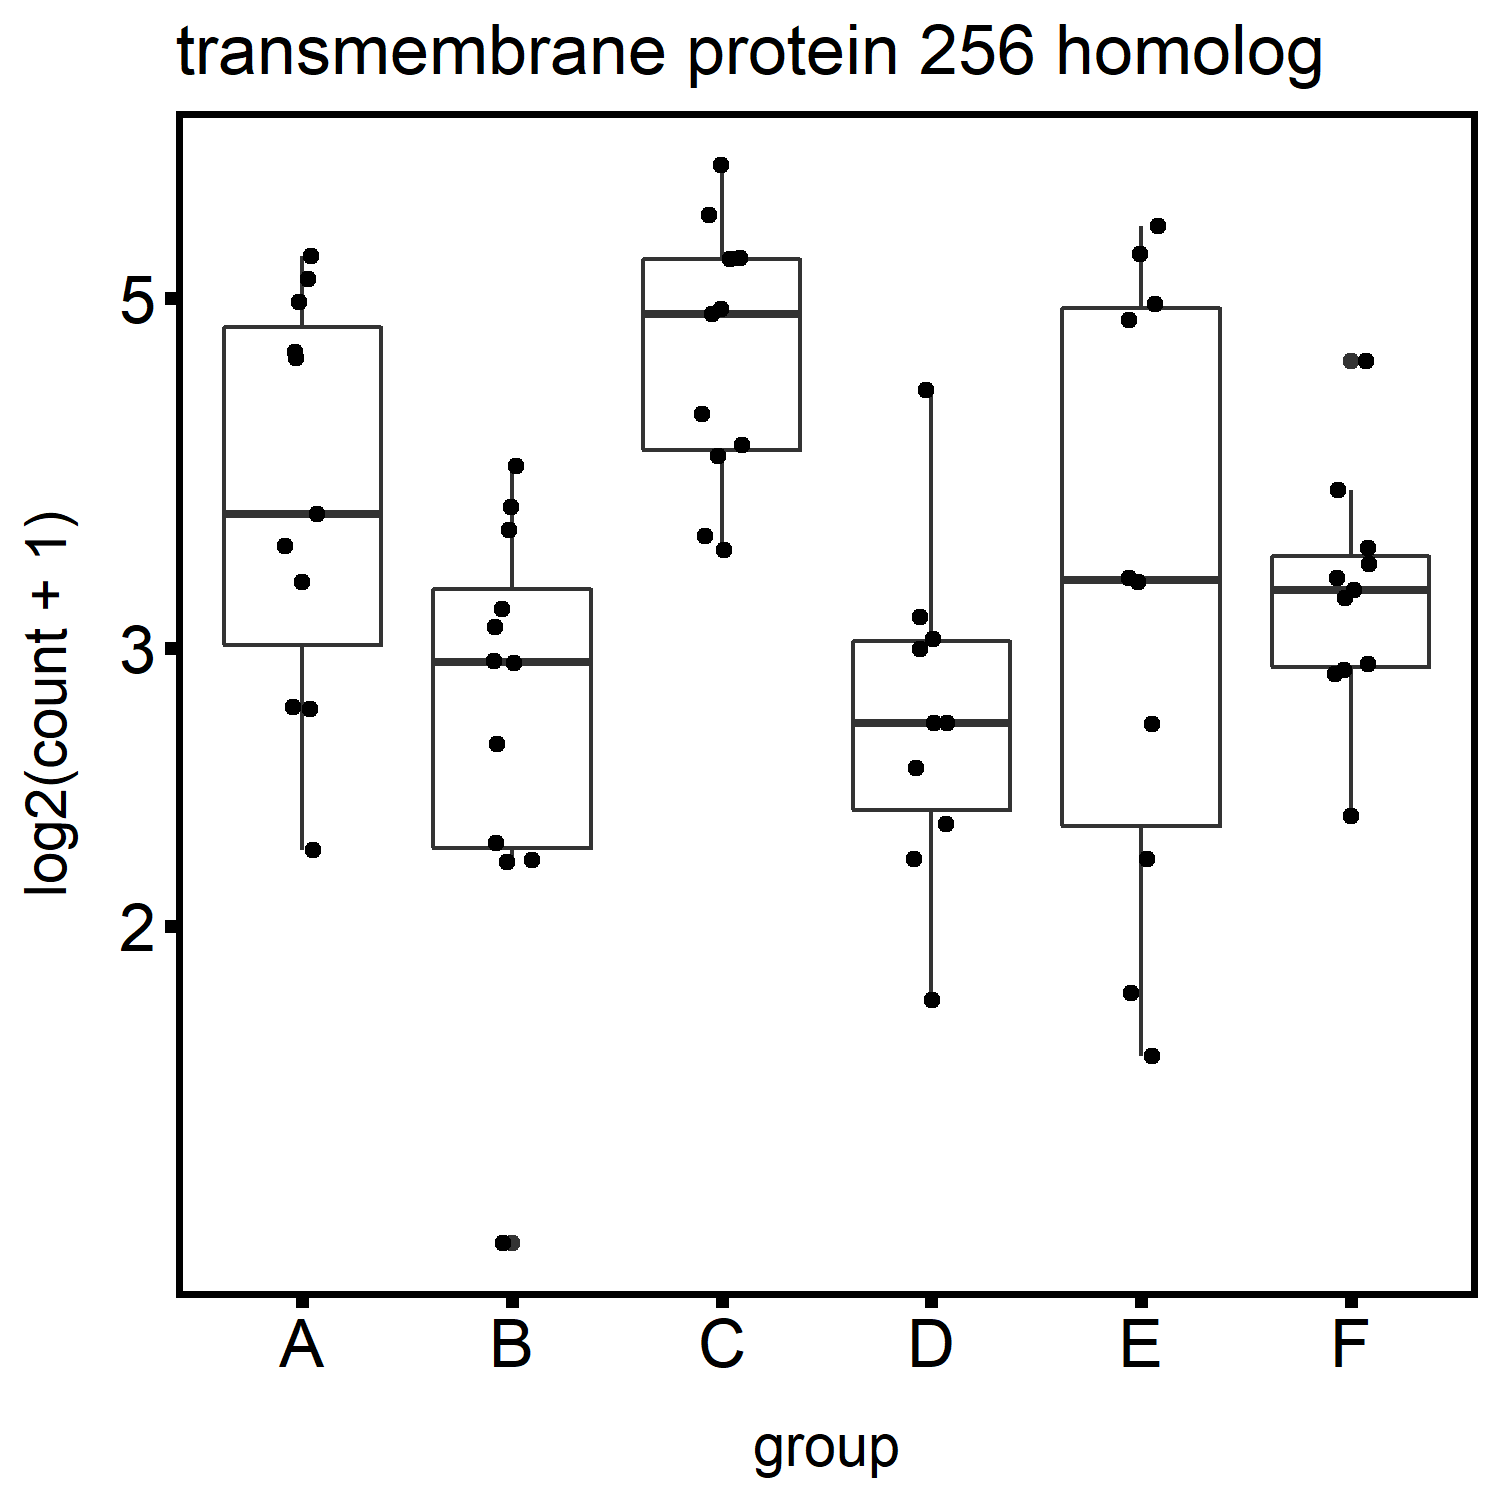 transmembrane protein 256 homolog
log2(count + 1)
5
3
2
A B C D E F
group